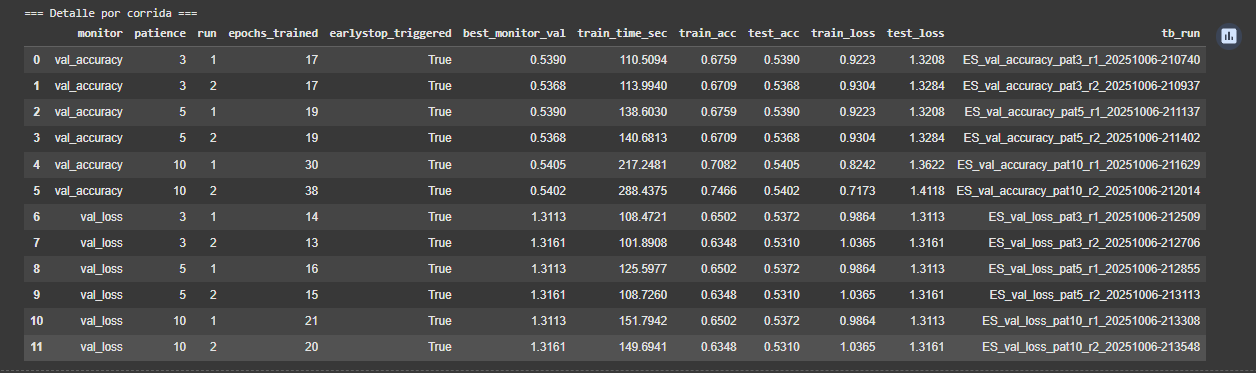 === Detalle por corrida ===
monitor patience run epochs_trained earlystop_triggered best_monitor_val train_time_sec train_acc test_acc train_loss test_loss tb_run
0 val_accuracy 3 1 17 True 0.5390 110.5094 0.6759 0.5390 0.9223 1.3208 ES_val_accuracy_pat3_r1_20251006-210740
1 val_accuracy 3 2 17 True 0.5368 113.9940 0.6709 0.5368 0.9304 1.3284 ES_val_accuracy_pat3_r2_20251006-210937
2 val_accuracy 5 1 19 True 0.5390 138.6030 0.6759 0.5390 0.9223 1.3208 ES_val_accuracy_pat5_r1_20251006-211137
3 val_accuracy 5 2 19 True 0.5368 140.6813 0.6709 0.5368 0.9304 1.3284 ES_val_accuracy_pat5_r2_20251006-211402
4 val_accuracy 10 1 30 True 0.5405 217.2481 0.7082 0.5405 0.8242 1.3622 ES_val_accuracy_pat10_r1_20251006-211629
5 val_accuracy 10 2 38 True 0.5402 288.4375 0.7466 0.5402 0.7173 1.4118 ES_val_accuracy_pat10_r2_20251006-212014
6 val_loss 3 1 14 True 1.3113 108.4721 0.6502 0.5372 0.9864 1.3113 ES_val_loss_pat3_r1_20251006-212509
7 val_loss 3 2 13 True 1.3161 101.8908 0.6348 0.5310 1.0365 1.3161 ES_val_loss_pat3_r2_20251006-212706
8 val_loss 5 1 16 True 1.3113 125.5977 0.6502 0.5372 0.9864 1.3113 ES_val_loss_pat5_r1_20251006-212855
9 val_loss 5 2 15 True 1.3161 108.7260 0.6348 0.5310 1.0365 1.3161 ES_val_loss_pat5_r2_20251006-213113
10 val_loss 10 1 21 True 1.3113 151.7942 0.6502 0.5372 0.9864 1.3113 ES_val_loss_pat10_r1_20251006-213308
11 val_loss 10 2 20 True 1.3161 149.6941 0.6348 0.5310 1.0365 1.3161 ES_val_loss_pat10_r2_20251006-213548